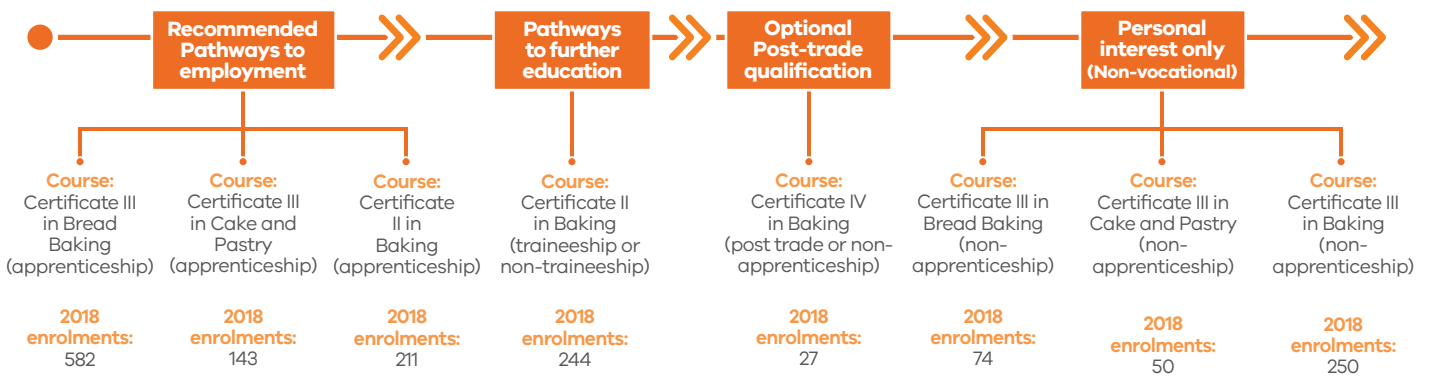 Recommended
Pathways to
employment
Pathways
to further
education
Optional
Post-trade
qualification
Personal
interest only
(Non-vocational)
Course:
Certificate III
in Bread
Baking
(apprenticeship)
2018
enrolments:
582
Course:
Certificate III
in Cake and
Pastry
(apprenticeship)
2018
enrolments:
143
Course:
Certificate
II in
Baking
(apprenticeship)
2018
enrolments:
211
Course:
Certificate II
in Baking
(traineeship or
non-traineeship)
2018
enrolments:
244
Course:
Certificate IV
in Baking
(post trade or non-
apprenticeship)
2018
enrolments:
27
Course:
Certificate III in
Bread Baking
(non-
apprenticeship)
2018
enrolments:
74
Course:
Certificate III in
Cake and Pastry
(non-
apprenticeship)
2018
enrolments:
50
Course:
Certificate III
in Baking
(non-
apprenticeship)
2018
enrolments:
250